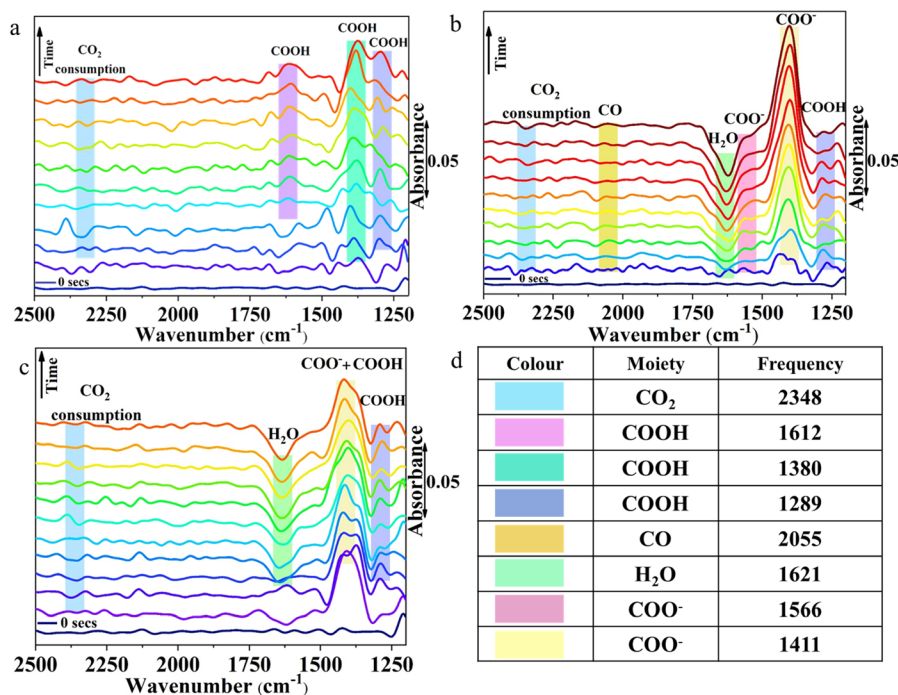 a
Time
CO2
consumption
COOH
COOH
COOH
Absorbance
0.05
0 secs
2500 2250 2000 1750 1500 1250
Wavenumber (cm-1)
b
Time
CO2
consumption
CO
H2O
COO-
COO-
COOH
Absorbance
0.05
2500 2250 2000 1750 1500 1250
Waveumber (cm-1)
c
Time
CO2
consumption
H2O
COO-+COOH
COOH
Absorbance
0.05
0 secs
2500 2250 2000 1750 1500 1250
Wavenumber (cm-1)
d
Colour Moiety Frequency
CO2 2348
COOH 1612
COOH 1380
COOH 1289
CO 2055
H2O 1621
COO- 1566
COO- 1411